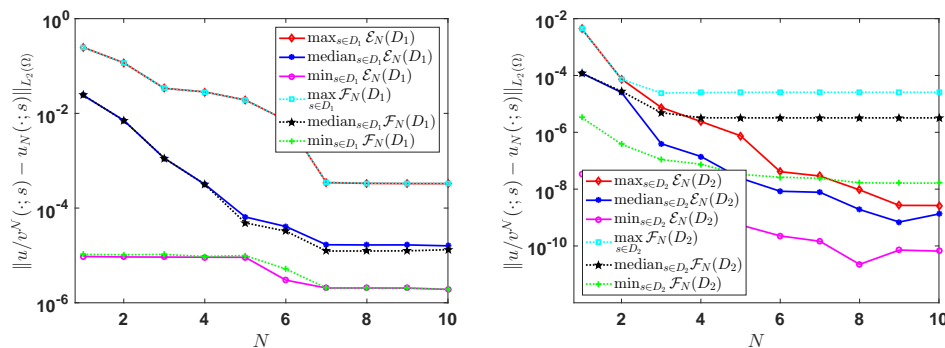 10^0
10^-2
10^-4
10^-6
2 4 6 8 10
N
‖u/v^N(·; s) − u_N(·; s)‖_{L_2(Ω)}
max_{s∈D_1} ℰ_N(D_1)
median_{s∈D_1} ℰ_N(D_1)
min_{s∈D_1} ℰ_N(D_1)
max_{s∈D_1} ℱ_N(D_1)
median_{s∈D_1} ℱ_N(D_1)
min_{s∈D_1} ℱ_N(D_1)
10^-2
10^-4
10^-6
10^-8
10^-10
2 4 6 8 10
N
‖u/v^N(·; s) − u_N(·; s)‖_{L_2(Ω)}
max_{s∈D_2} ℰ_N(D_2)
median_{s∈D_2} ℰ_N(D_2)
min_{s∈D_2} ℰ_N(D_2)
max_{s∈D_2} ℱ_N(D_2)
median_{s∈D_2} ℱ_N(D_2)
min_{s∈D_2} ℱ_N(D_2)